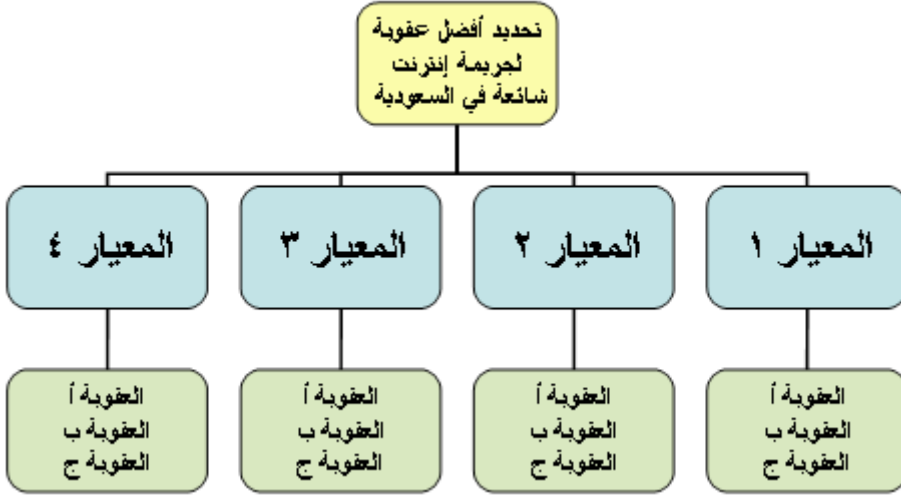 تحديد أفضل عقوبة
لجريمة إنترنت
شائعة في السعودية
المعيار ١
المعيار ٢
المعيار ٣
المعيار ٤
العقوبة أ
العقوبة ب
العقوبة ج
العقوبة أ
العقوبة ب
العقوبة ج
العقوبة أ
العقوبة ب
العقوبة ج
العقوبة أ
العقوبة ب
العقوبة ج